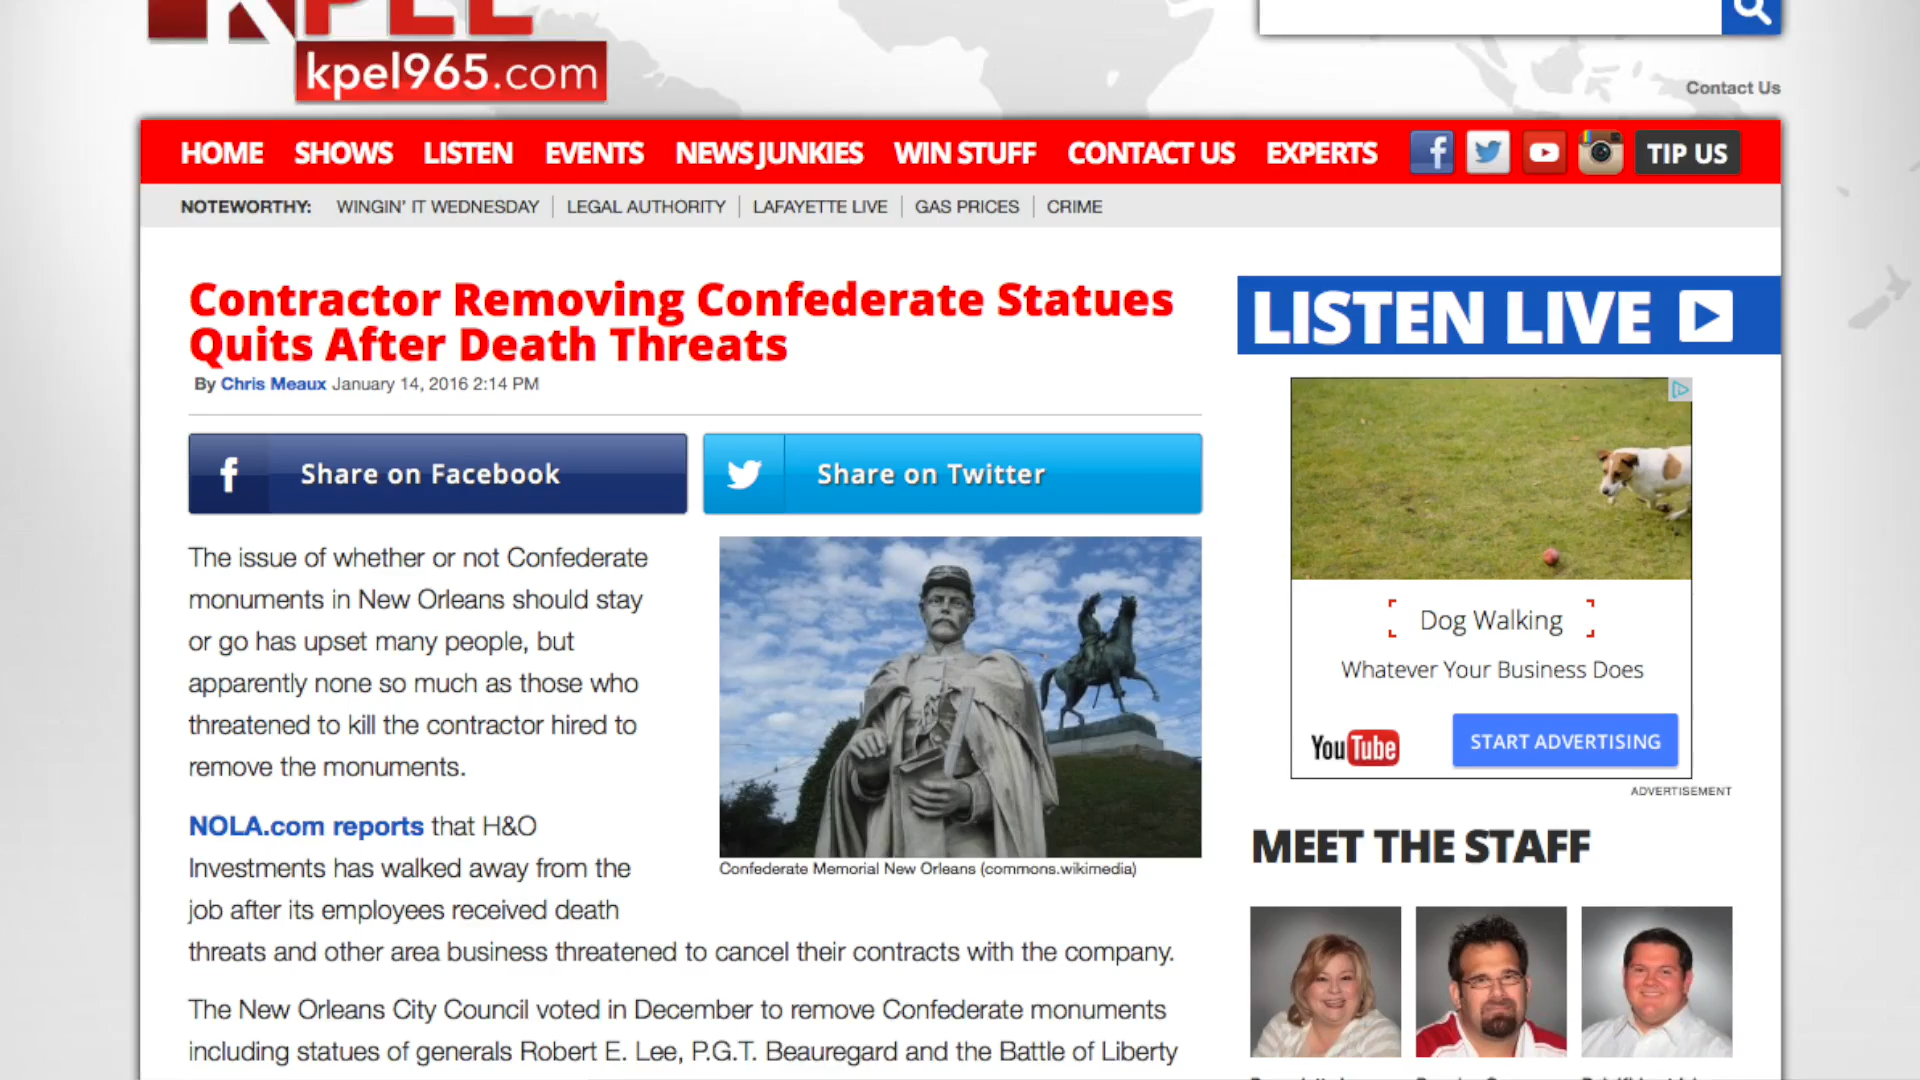 kpel965.com
Contact Us
HOME SHOWS LISTEN EVENTS NEWS JUNKIES WIN STUFF CONTACT US EXPERTS TIP US
NOTEWORTHY: WINGIN' IT WEDNESDAY LEGAL AUTHORITY LAFAYETTE LIVE GAS PRICES CRIME
Contractor Removing Confederate Statues
Quits After Death Threats
By Chris Meaux January 14, 2016 2:14 PM
Share on Facebook
Share on Twitter
The issue of whether or not Confederate
monuments in New Orleans should stay
or go has upset many people, but
apparently none so much as those who
threatened to kill the contractor hired to
remove the monuments.
Confederate Memorial New Orleans (commons.wikimedia)
NOLA.com reports that H&O
Investments has walked away from the
job after its employees received death
threats and other area business threatened to cancel their contracts with the company.
The New Orleans City Council voted in December to remove Confederate monuments
including statues of generals Robert E. Lee, P.G.T. Beauregard and the Battle of Liberty
LISTEN LIVE
Dog Walking
Whatever Your Business Does
YouTube
START ADVERTISING
ADVERTISEMENT
MEET THE STAFF